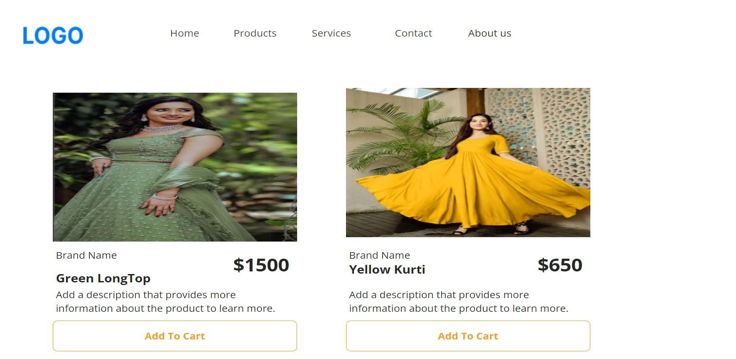 LOGO
Home Products Services Contact About us
Brand Name
Green LongTop
$1500
Add a description that provides more
information about the product to learn more.
Add To Cart
Brand Name
Yellow Kurti
$650
Add a description that provides more
information about the product to learn more.
Add To Cart